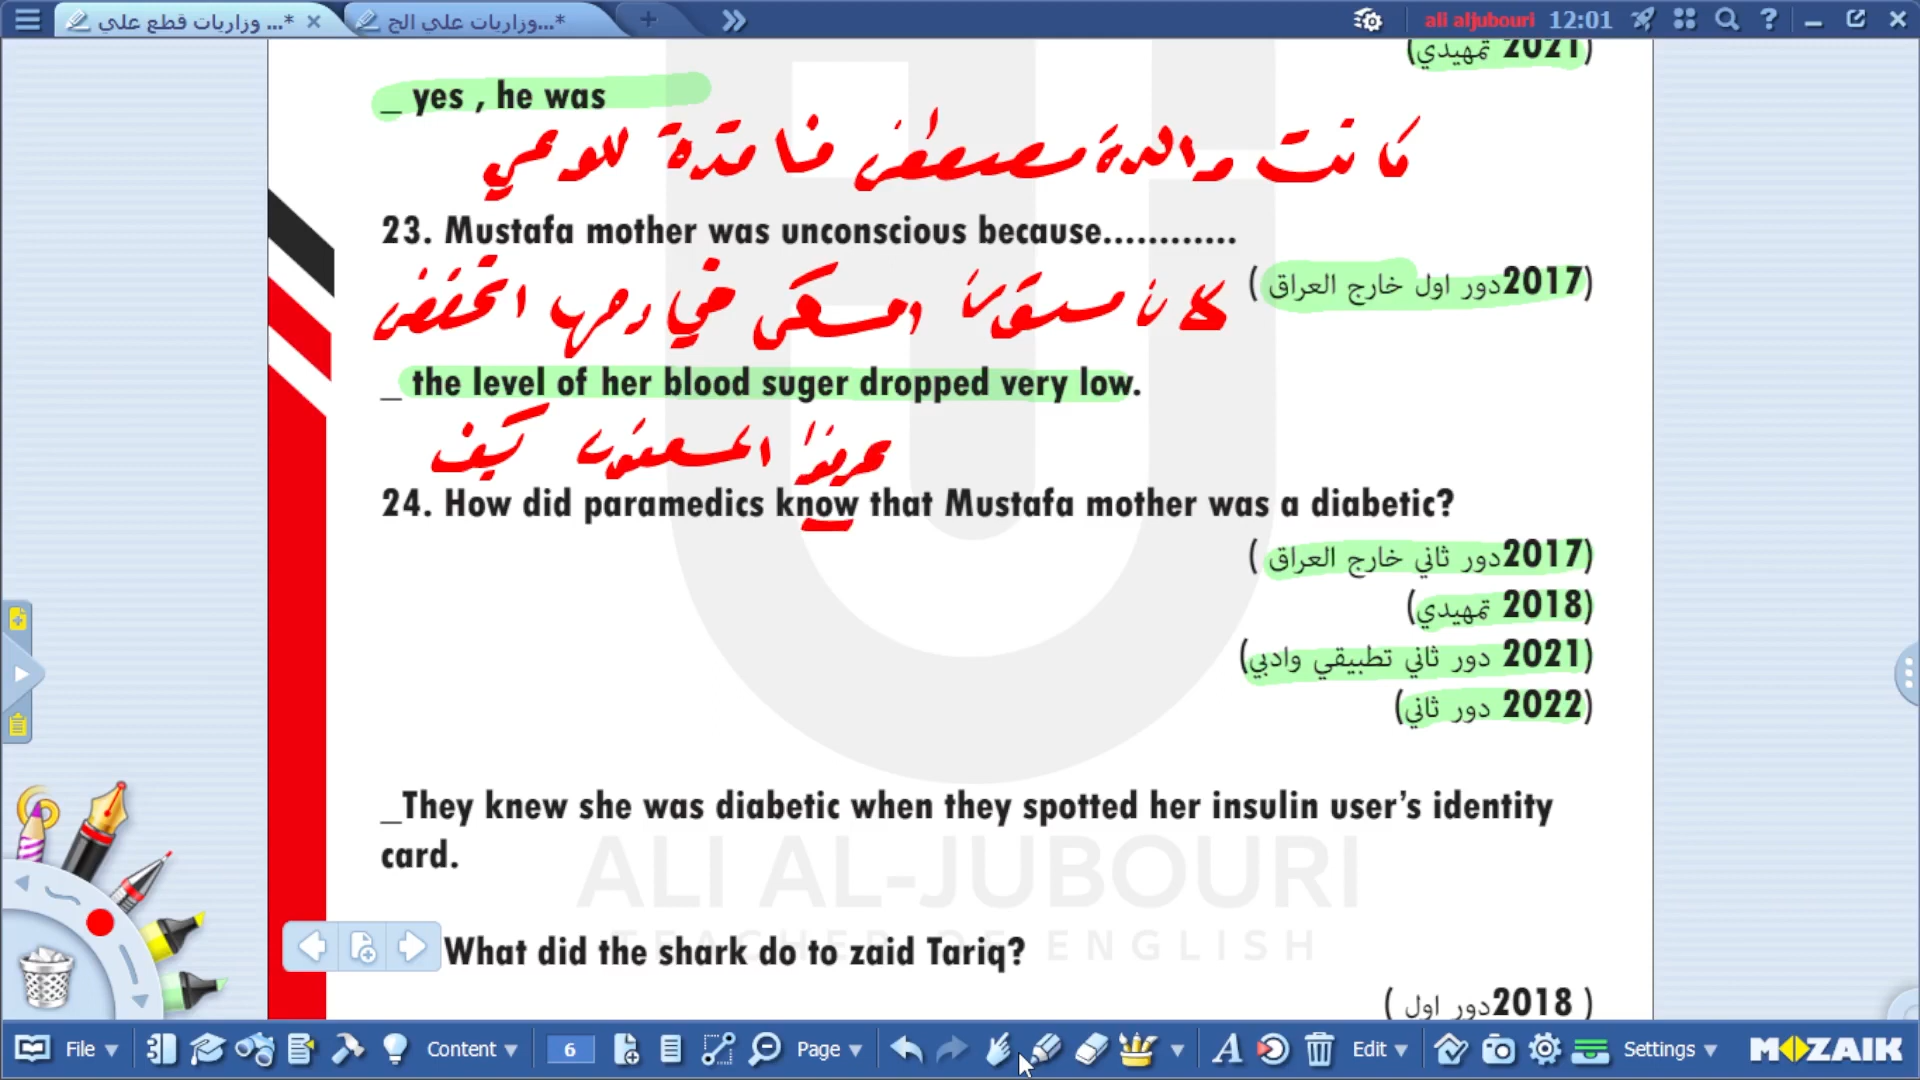 ... وزاريات قطع علي *
...وزاريات علي الج*
ali aljubouri 12:01
(2021 تمهيدي)
_ yes , he was
كانت والدة مصطفى فاقدة للوعي
23. Mustafa mother was unconscious because............
(2017دور اول خارج العراق )
كان مستوى السكر في دمها انخفض
_ the level of her blood suger dropped very low.
عرفوا المسعفون كيف
24. How did paramedics know that Mustafa mother was a diabetic?
(2017دور ثاني خارج العراق )
(2018 تمهيدي)
(2021 دور ثاني تطبيقي وادبي)
(2022 دور ثاني)
_They knew she was diabetic when they spotted her insulin user's identity
card.
ALI AL-JUBOURI
TEACHER OF ENGLISH
What did the shark do to zaid Tariq?
(2018دور اول )
File Content 6 Page Edit Settings MOZAIK